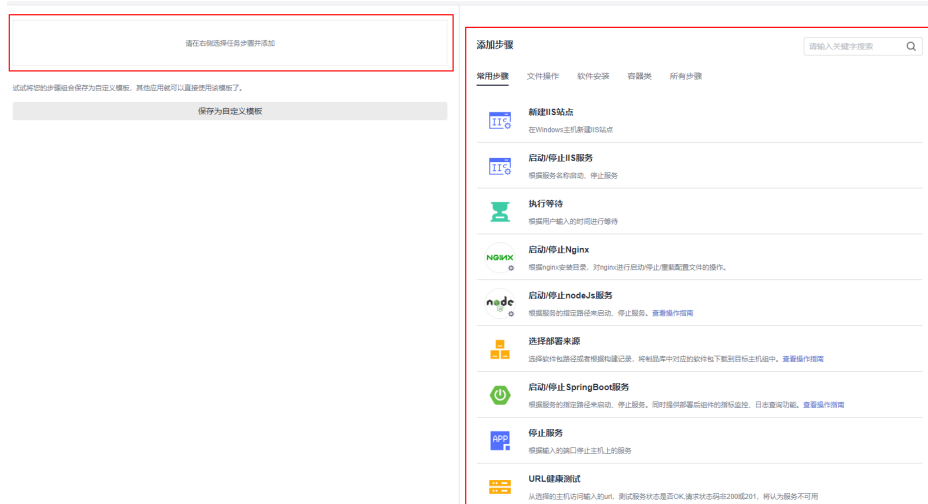 请在右侧选择任务步骤并添加
试试将您的步骤组合保存为自定义模板，其他应用就可以直接使用该模板了。
保存为自定义模板
添加步骤
请输入关键字搜索
常用步骤 文件操作 软件安装 容器类 所有步骤
IIS
新建IIS站点
在Windows主机新建IIS站点
IIS
启动/停止IIS服务
根据服务名称启动、停止服务
执行等待
根据用户输入的时间进行等待
NGINX
启动/停止Nginx
根据nginx安装目录，对nginx进行启动/停止/重新配置文件的操作。
node
启动/停止nodeJs服务
根据服务的指定路径来启动、停止服务。查看操作指南
选择部署来源
选择软件包路径或者根据构建记录，将制品库中对应的软件包下载到目标主机组中。查看操作指南
启动/停止SpringBoot服务
根据服务的指定路径来启动、停止服务。同时提供部署后组件的指标监控、日志查询功能。查看操作指南
APP
停止服务
根据输入的端口停止主机上的服务
URL健康测试
从选择的主机访问输入的url，测试服务状态是否OK,请求状态码非200或201，将认为服务不可用